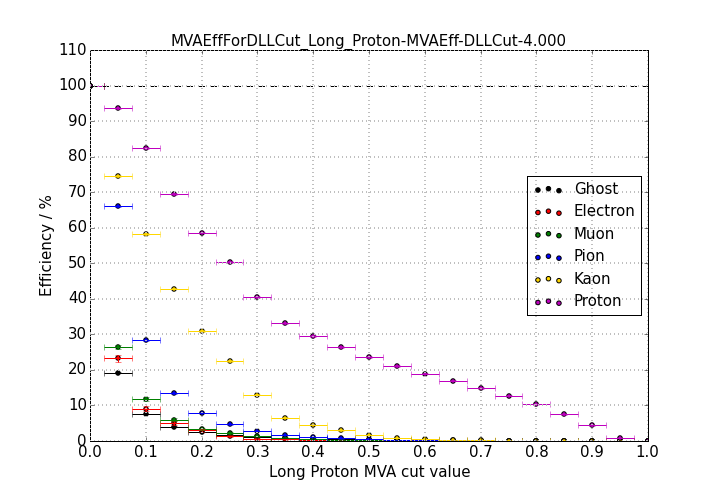 MVAEffForDLLCut_Long_Proton-MVAEff-DLLCut-4.000
110
100
90
80
70
60
50
40
30
20
10
0
Efficiency / %
Ghost
Electron
Muon
Pion
Kaon
Proton
0.0 0.1 0.2 0.3 0.4 0.5 0.6 0.7 0.8 0.9 1.0
Long Proton MVA cut value